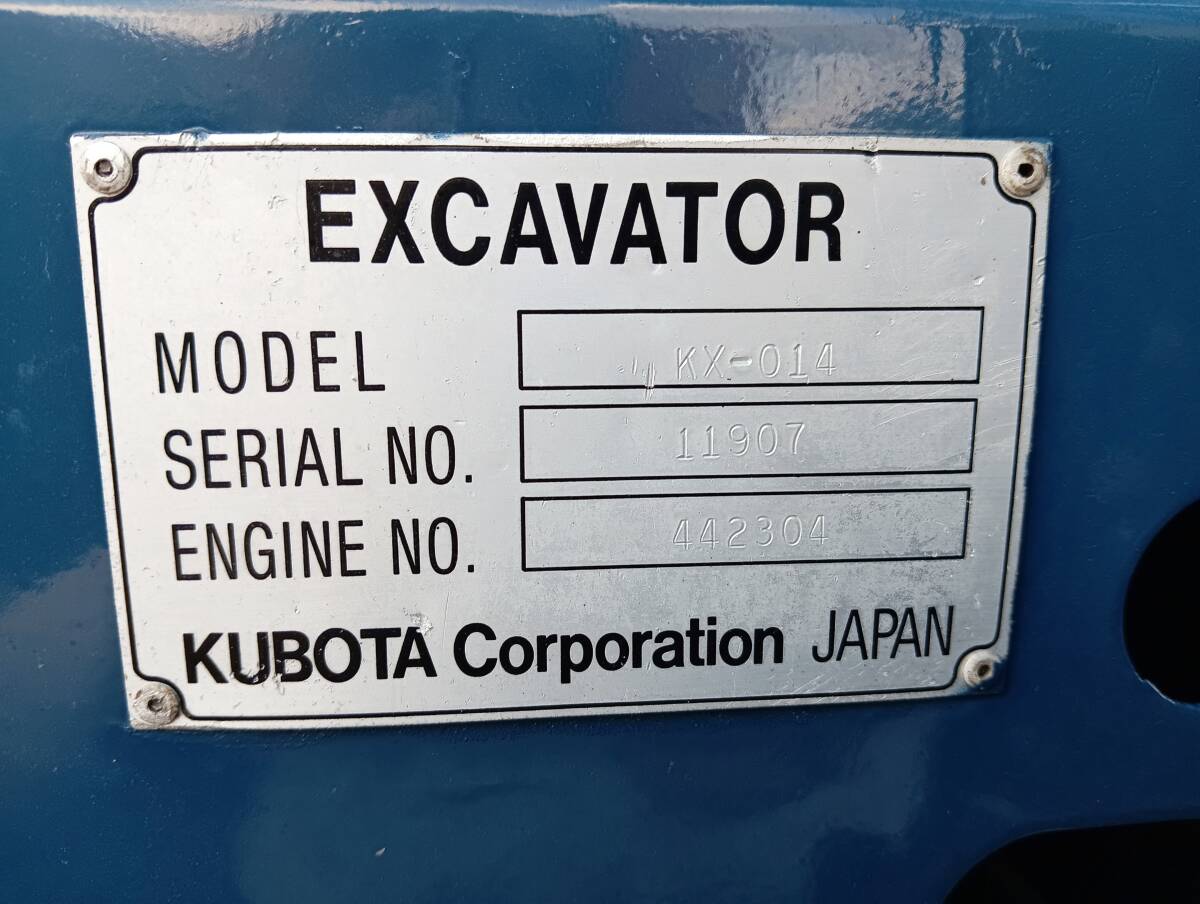 EXCAVATOR
MODEL KX-014
SERIAL NO. 11907
ENGINE NO. 442304
KUBOTA Corporation JAPAN